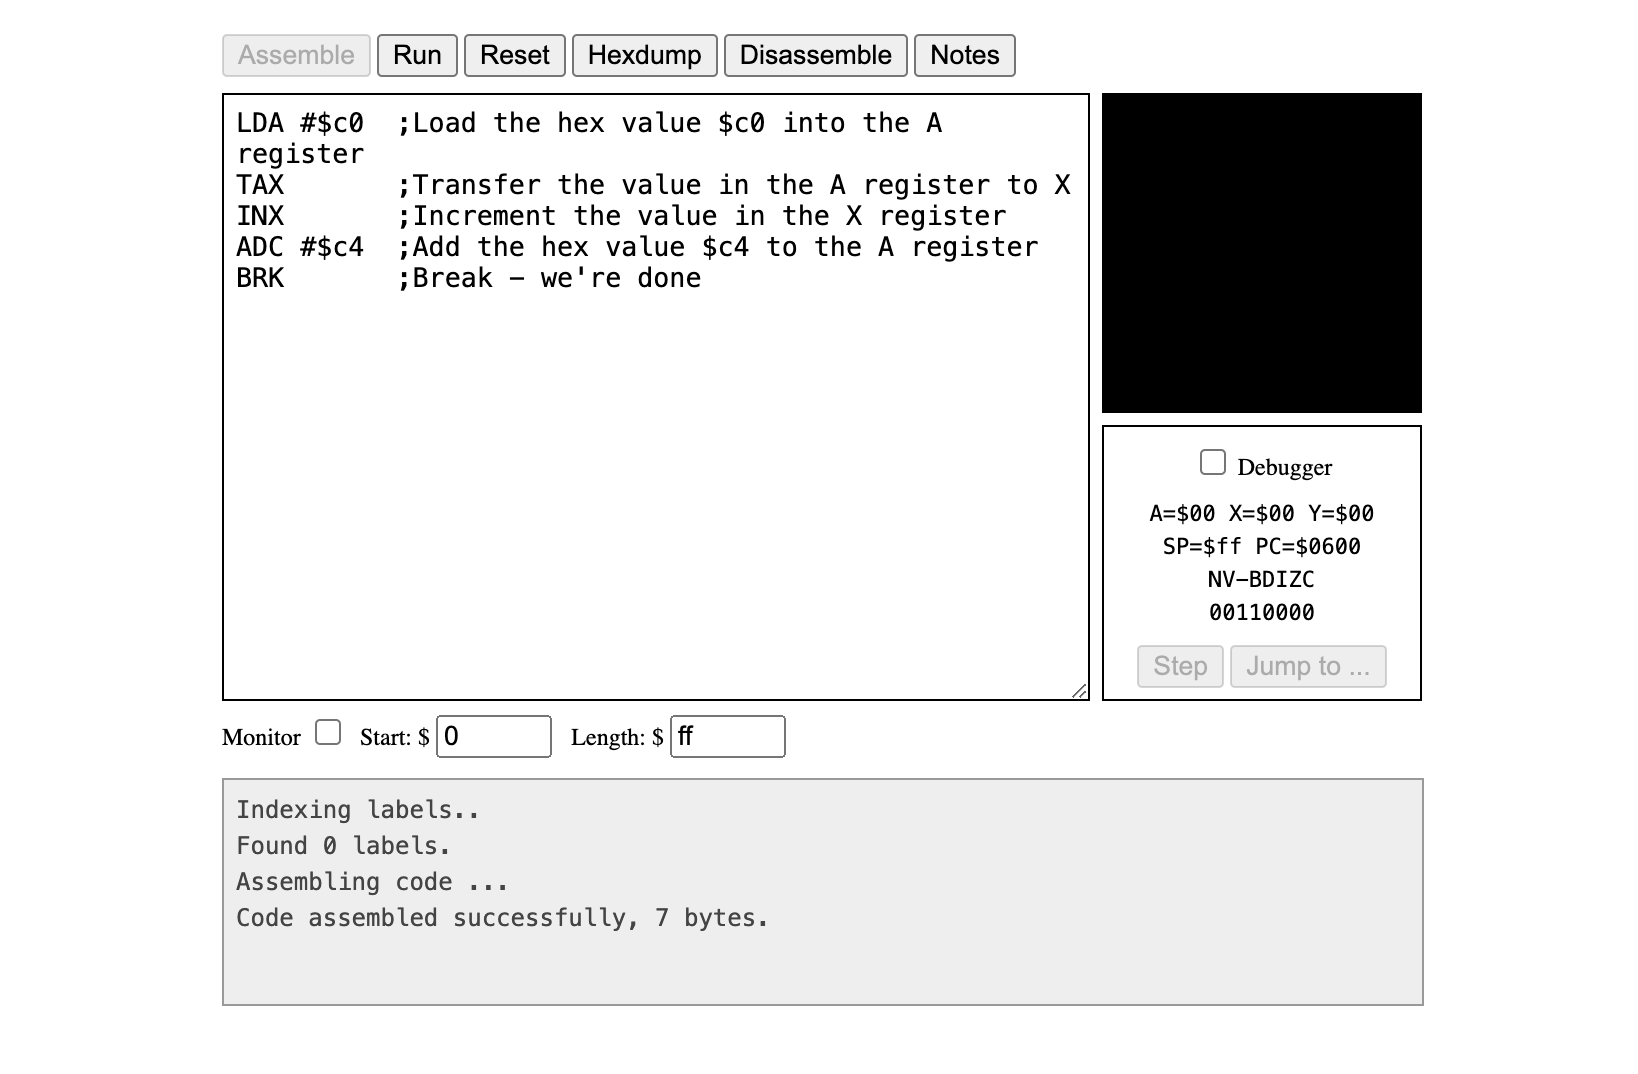 Assemble Run Reset Hexdump Disassemble Notes
LDA #$c0  ;Load the hex value $c0 into the A
register
TAX       ;Transfer the value in the A register to X
INX       ;Increment the value in the X register
ADC #$c4  ;Add the hex value $c4 to the A register
BRK       ;Break – we're done
Debugger
A=$00 X=$00 Y=$00
SP=$ff PC=$0600
NV-BDIZC
00110000
Step Jump to ...
Monitor Start: $ 0 Length: $ ff
Indexing labels..
Found 0 labels.
Assembling code ...
Code assembled successfully, 7 bytes.